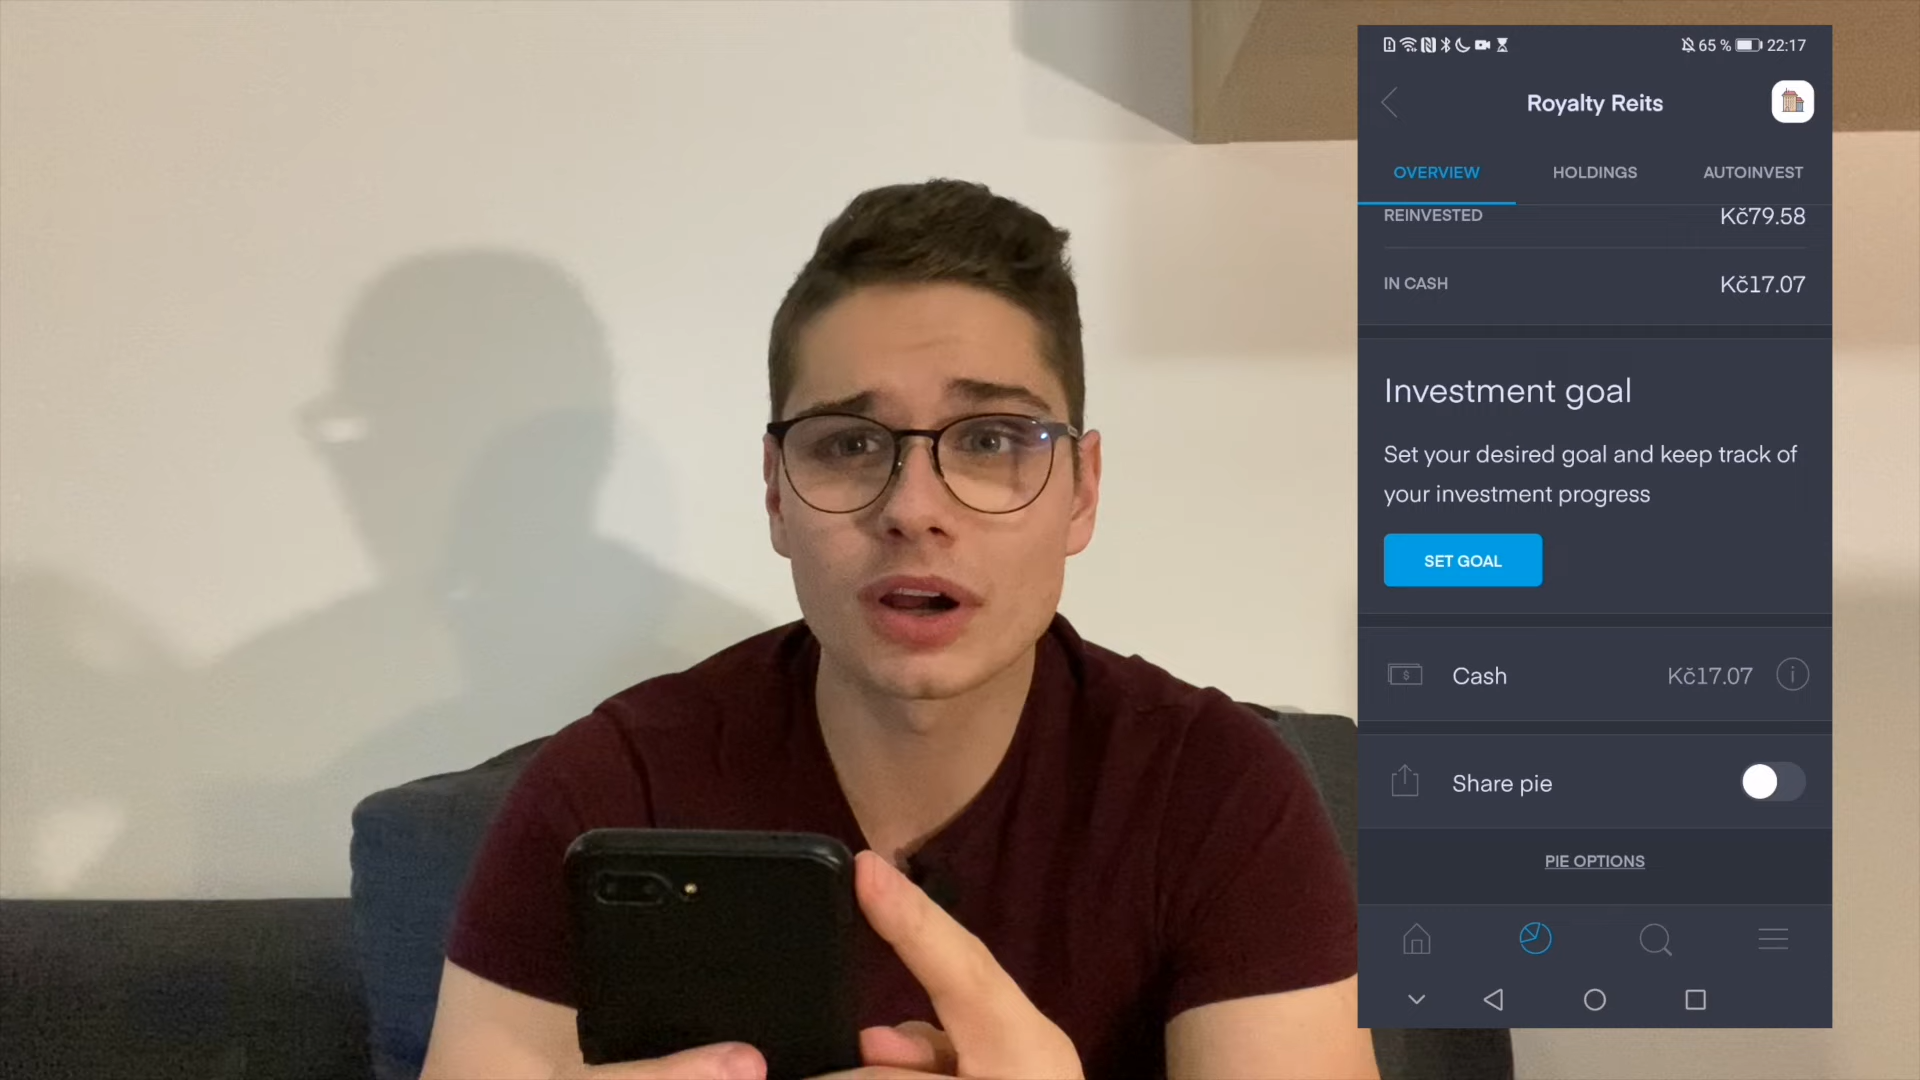 65 % 22:17
Royalty Reits
OVERVIEW HOLDINGS AUTOINVEST
REINVESTED Kč79.58
IN CASH Kč17.07
Investment goal
Set your desired goal and keep track of
your investment progress
SET GOAL
Cash Kč17.07
Share pie
PIE OPTIONS